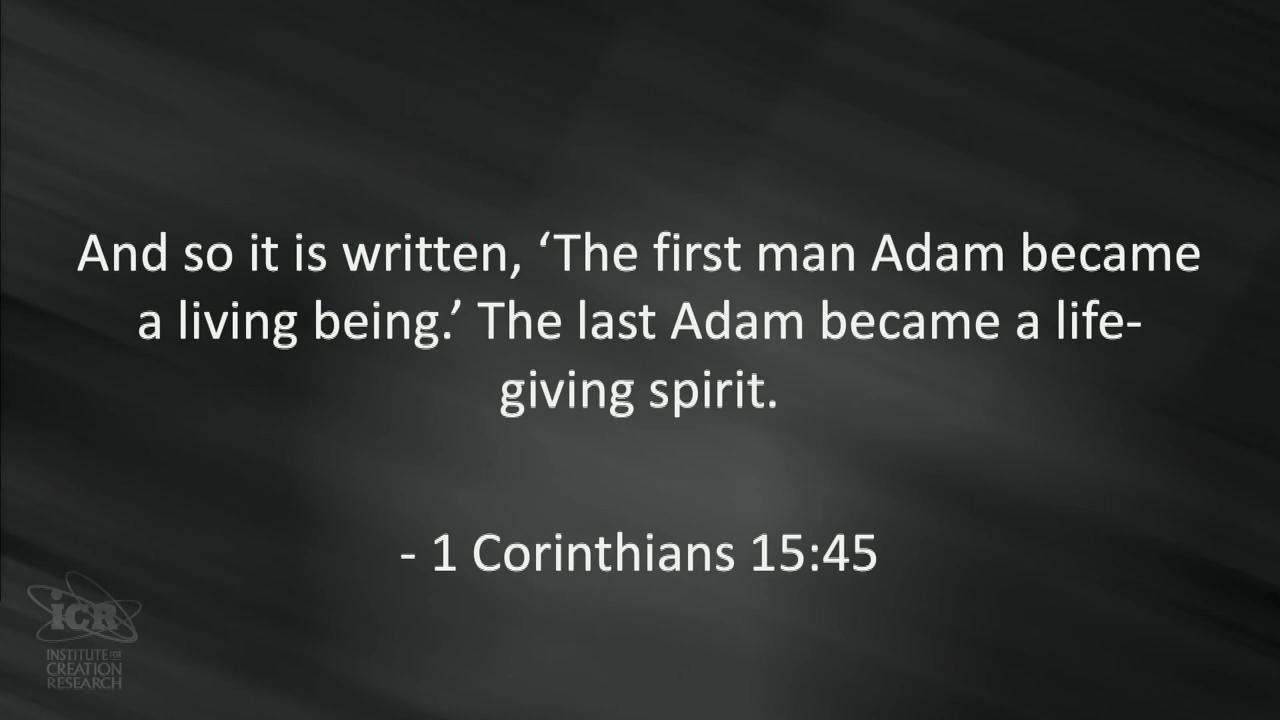 And so it is written, ‘The first man Adam became
a living being.’ The last Adam became a life-
giving spirit.
- 1 Corinthians 15:45
iCR
INSTITUTE FOR
CREATION
RESEARCH